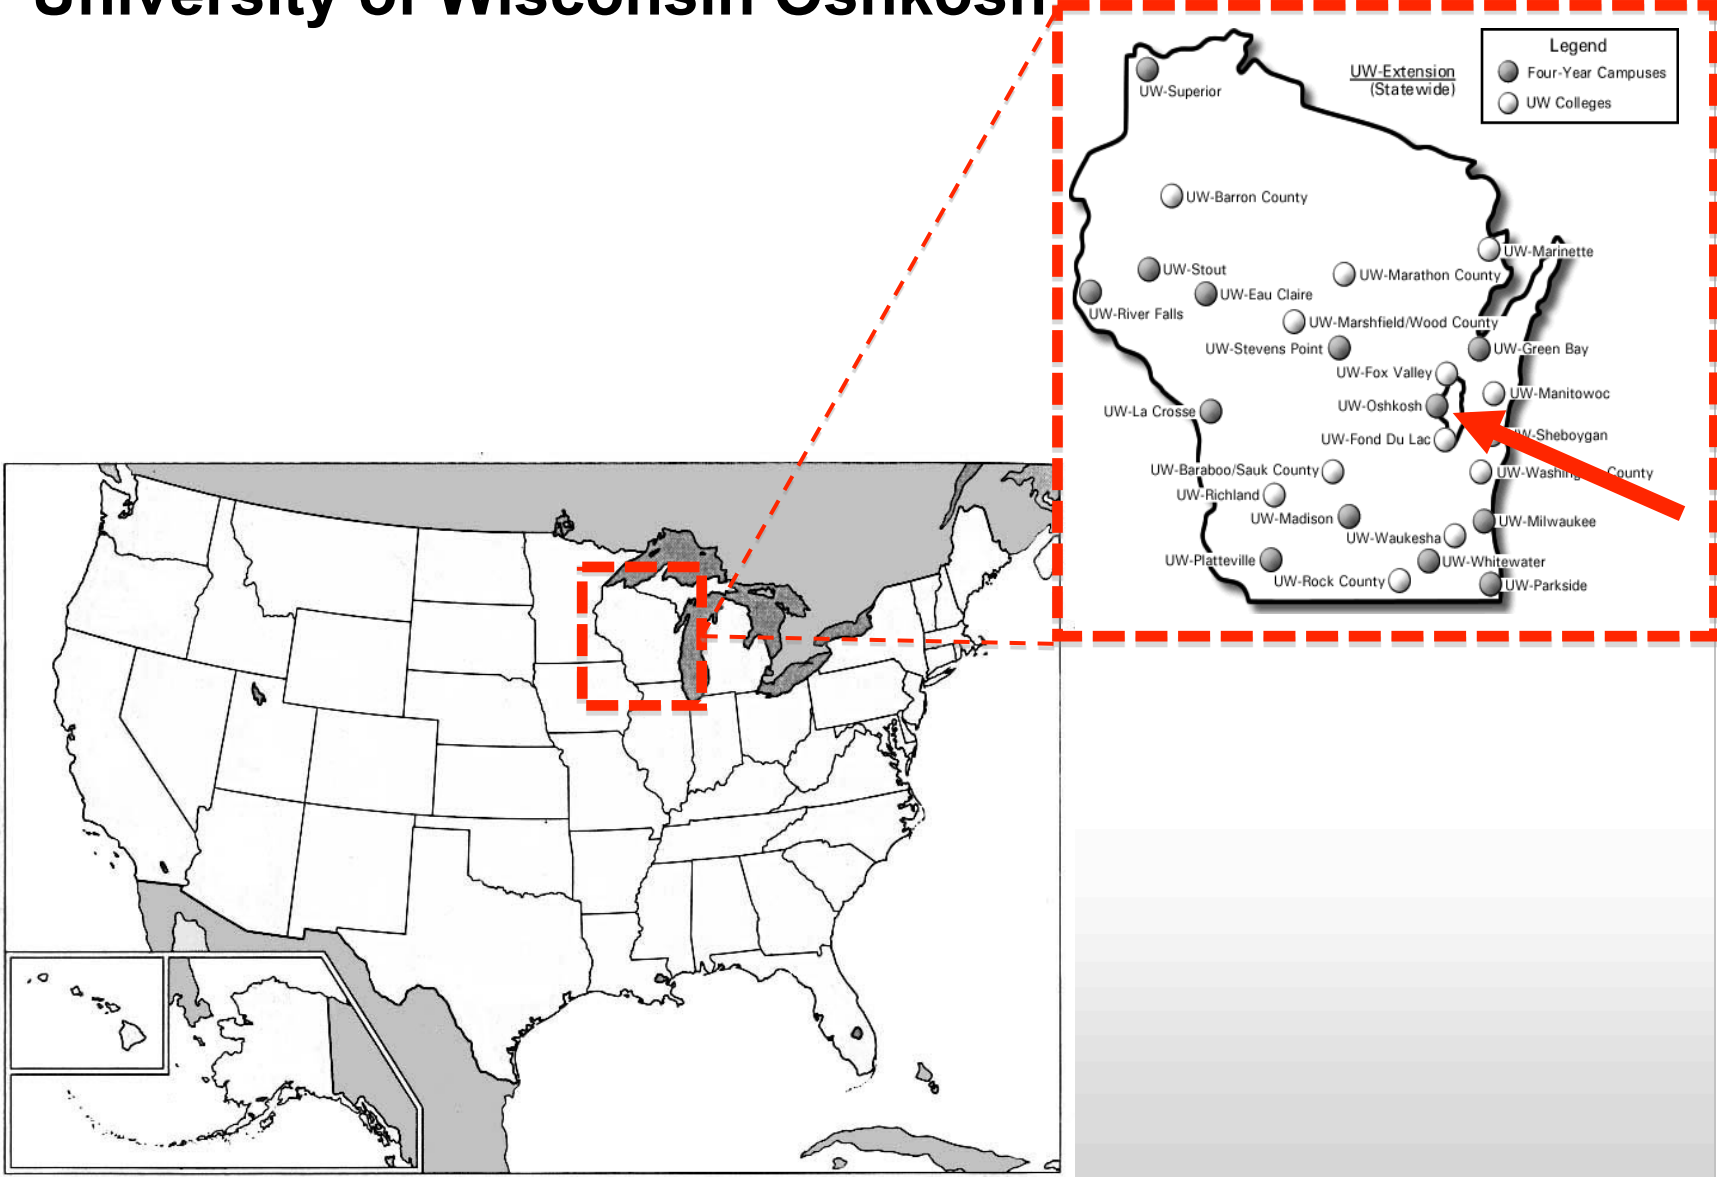 University of Wisconsin Oshkosh
Legend
Four-Year Campuses
UW Colleges
UW-Extension
(Statewide)
UW-Superior
UW-Barron County
UW-Marinette
UW-Stout
UW-Marathon County
UW-Eau Claire
UW-River Falls
UW-Marshfield/Wood County
UW-Stevens Point
UW-Green Bay
UW-Fox Valley
UW-Manitowoc
UW-Oshkosh
UW-La Crosse
UW-Sheboygan
UW-Fond Du Lac
UW-Baraboo/Sauk County
UW-Washington County
UW-Richland
UW-Madison
UW-Milwaukee
UW-Waukesha
UW-Platteville
UW-Whitewater
UW-Rock County
UW-Parkside